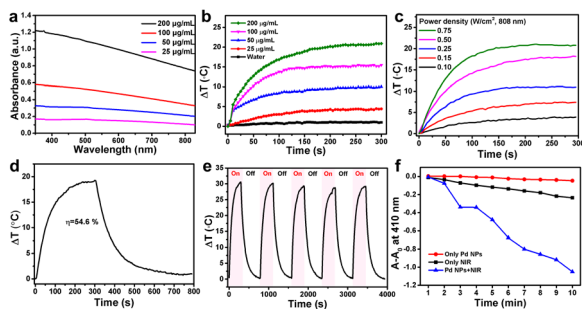 a
Absorbance (a.u.)
1.4
1.2
1.0
0.8
0.6
0.4
0.2
0.0
200 µg/mL
100 µg/mL
50 µg/mL
25 µg/mL
400 500 600 700 800
Wavelength (nm)
b
ΔT (·C)
30
25
20
15
10
5
0
200 µg/mL
100 µg/mL
50 µg/mL
25 µg/mL
Water
0 100 200 300
Time (s)
c
ΔT (·C)
Power density (W/cm², 808 nm)
0.75
0.50
0.25
0.15
0.10
25
20
15
10
5
0
0 50 100 150 200 250 300
Time (s)
d
ΔT (°C)
20
15
10
5
0
η=54.6 %
0 100 200 300 400 500 600 700 800
Time (s)
e
ΔT (·C)
35
30
25
20
15
10
5
0
On Off On Off On Off On Off On Off
0 1000 2000 3000 4000
Time (s)
f
A-A₀ at 410 nm
0.0
-0.2
-0.4
-0.6
-0.8
-1.0
Only Pd NPs
Only NIR
Pd NPs+NIR
1 2 3 4 5 6 7 8 9 10
Time (min)